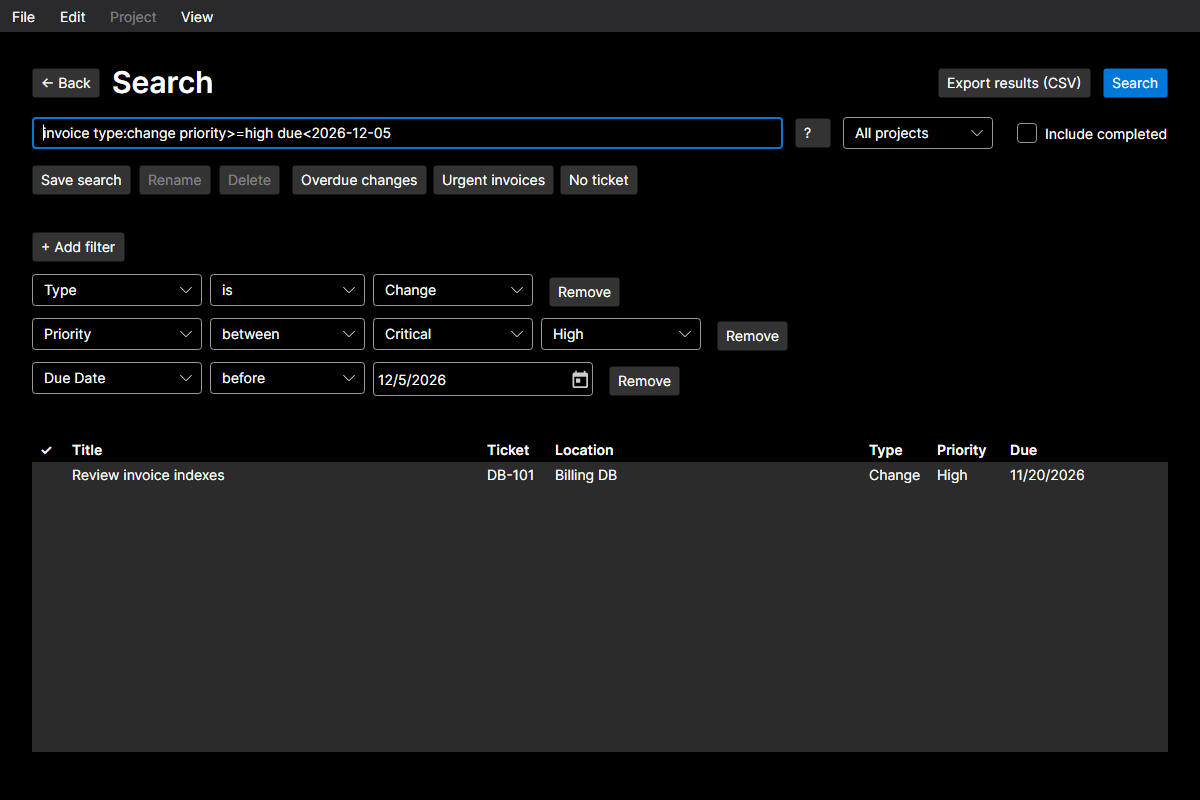 File Edit Project View
← Back Search Export results (CSV) Search
invoice type:change priority>=high due<2026-12-05 ? All projects Include completed
Save search Rename Delete Overdue changes Urgent invoices No ticket
+ Add filter
Type is Change Remove
Priority between Critical High Remove
Due Date before 12/5/2026 Remove
✓ Title Ticket Location Type Priority Due
Review invoice indexes DB-101 Billing DB Change High 11/20/2026